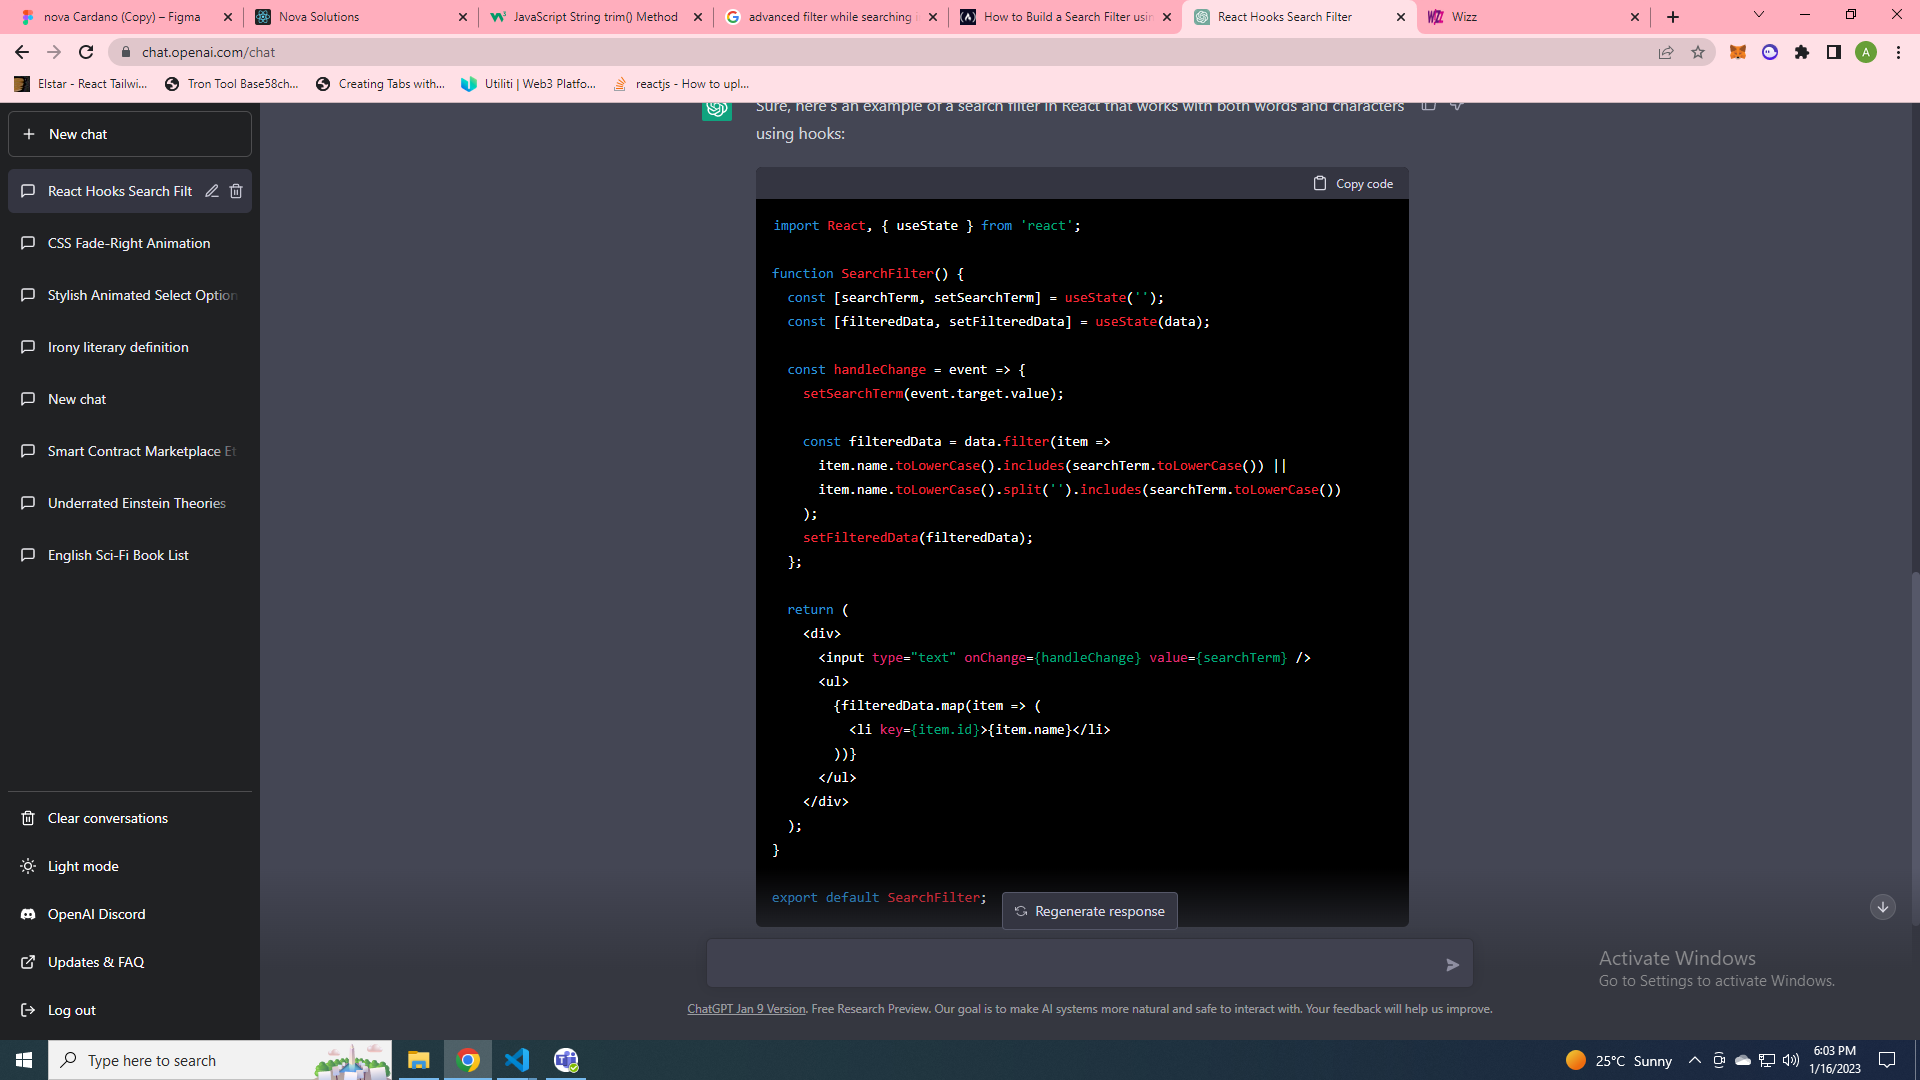 nova Cardano (Copy) – Figma
Nova Solutions
JavaScript String trim() Method
advanced filter while searching i
How to Build a Search Filter usin
React Hooks Search Filter
Wizz
chat.openai.com/chat
A
Elstar - React Tailwi...
Tron Tool Base58ch...
Creating Tabs with...
Utiliti | Web3 Platfo...
reactjs - How to upl...
New chat
React Hooks Search Filt
CSS Fade-Right Animation
Stylish Animated Select Option
Irony literary definition
New chat
Smart Contract Marketplace Et
Underrated Einstein Theories
English Sci-Fi Book List
Clear conversations
Light mode
OpenAI Discord
Updates & FAQ
Log out
Sure, here's an example of a search filter in React that works with both words and characters
using hooks:
Copy code
import React, { useState } from 'react';
function SearchFilter() {
const [searchTerm, setSearchTerm] = useState('');
const [filteredData, setFilteredData] = useState(data);
const handleChange = event => {
setSearchTerm(event.target.value);
const filteredData = data.filter(item =>
item.name.toLowerCase().includes(searchTerm.toLowerCase()) ||
item.name.toLowerCase().split('').includes(searchTerm.toLowerCase())
);
setFilteredData(filteredData);
};
return (
<div>
<input type="text" onChange={handleChange} value={searchTerm} />
<ul>
{filteredData.map(item => (
<li key={item.id}>{item.name}</li>
))}
</ul>
</div>
);
}
export default SearchFilter;
Regenerate response
ChatGPT Jan 9 Version. Free Research Preview. Our goal is to make AI systems more natural and safe to interact with. Your feedback will help us improve.
Activate Windows
Go to Settings to activate Windows.
Type here to search
25°C Sunny
6:03 PM
1/16/2023